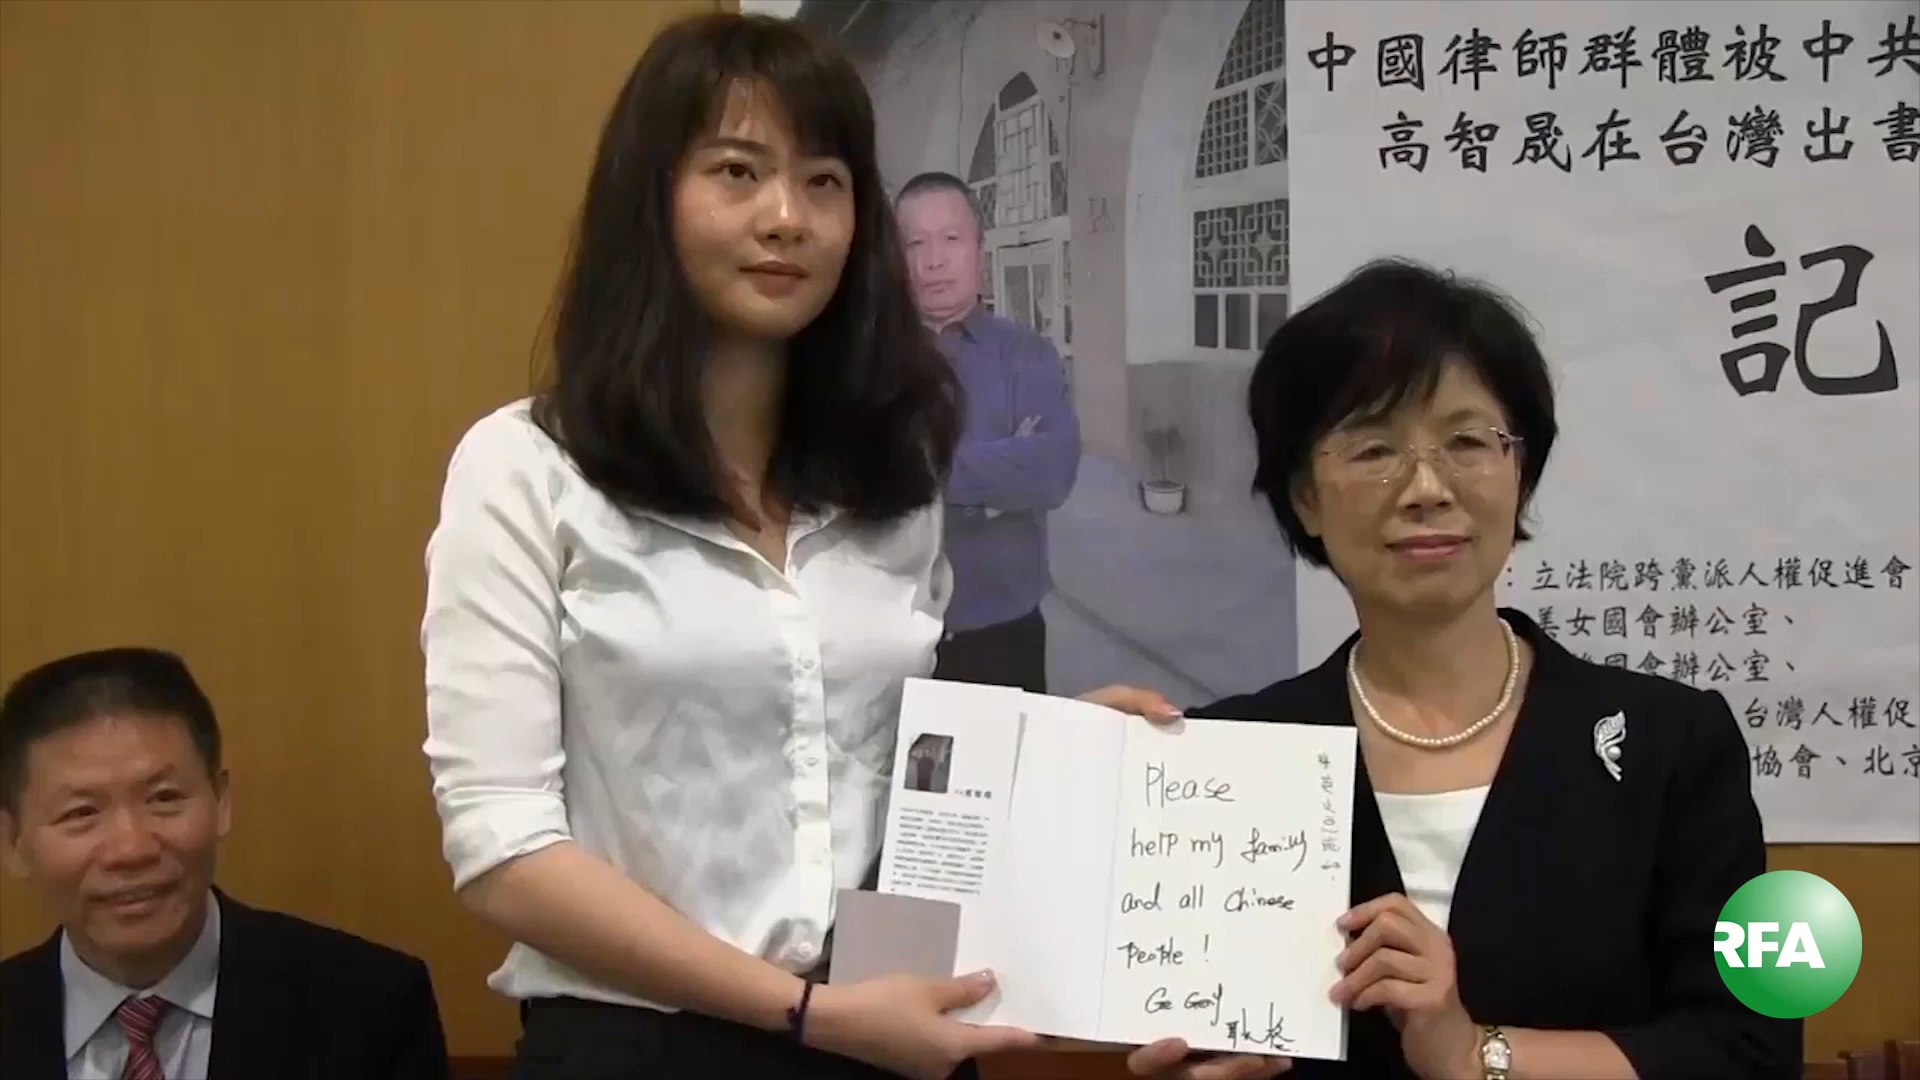 中國律師群體被中共
高智晟在台灣出書
記
：立法院跨黨派人權促進會
美女國會辦公室、
國會辦公室、
台灣人權促
協會、北京
Please
help my family
and all Chinese
People!
耿格
RFA